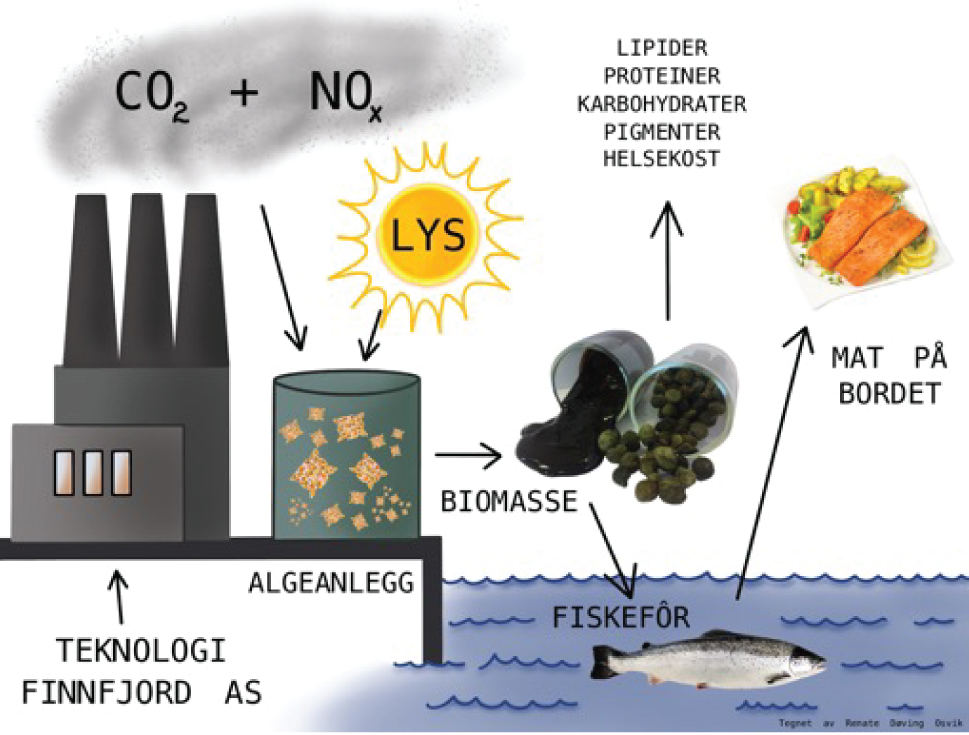 CO₂ + NOₓ
LIPIDER
PROTEINER
KARBOHYDRATER
PIGMENTER
HELSEKOST
LYS
MAT PÅ
BORDET
BIOMASSE
ALGEANLEGG
FISKEFÔR
TEKNOLOGI
FINNFJORD AS
Tegnet av Renate Døving Osvik